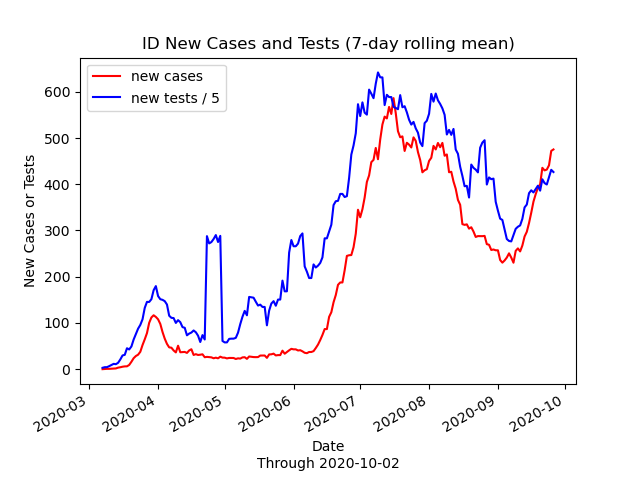 ID New Cases and Tests (7-day rolling mean)
new cases
new tests / 5
New Cases or Tests
600
500
400
300
200
100
0
2020-03
2020-04
2020-05
2020-06
2020-07
2020-08
2020-09
2020-10
Date
Through 2020-10-02